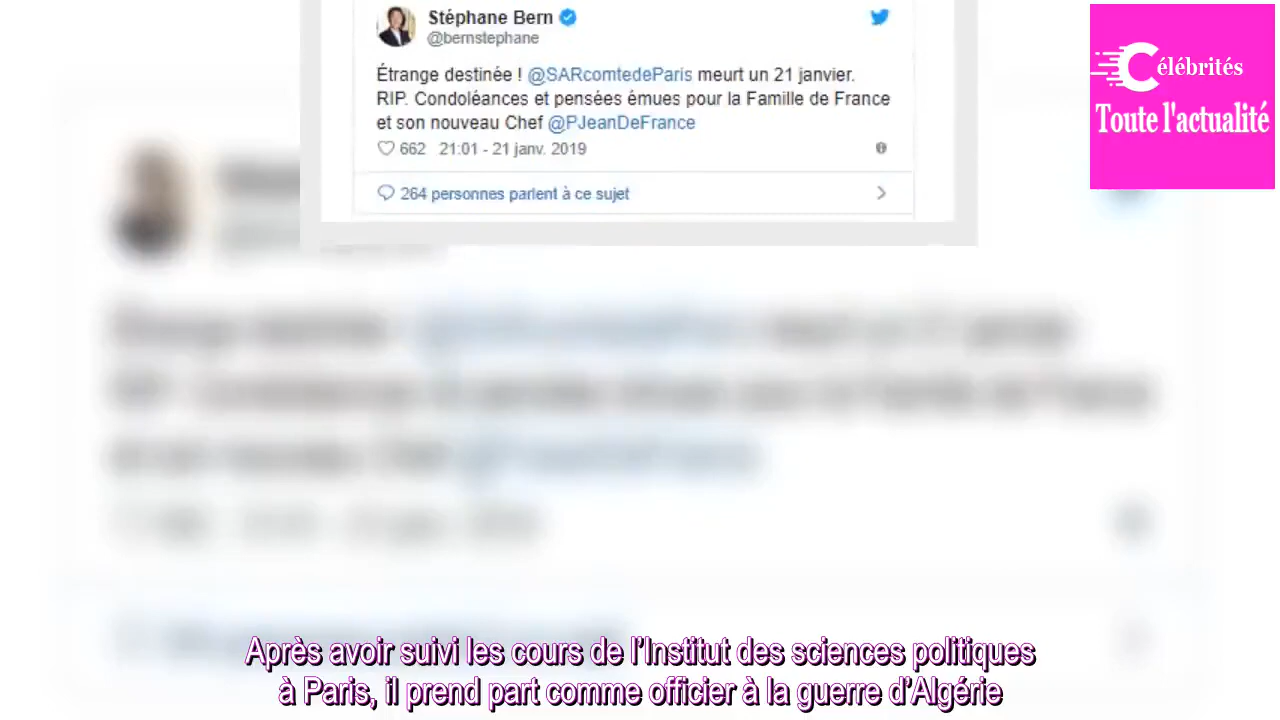 Stéphane Bern
@bernstephane
Étrange destinée ! @SARcomtedeParis meurt un 21 janvier.
RIP. Condoléances et pensées émues pour la Famille de France
et son nouveau Chef @PJeanDeFrance
662 21:01 - 21 janv. 2019
264 personnes parlent à ce sujet
Célébrités
Toute l'actualité
Après avoir suivi les cours de l'Institut des sciences politiques
à Paris, il prend part comme officier à la guerre d'Algérie